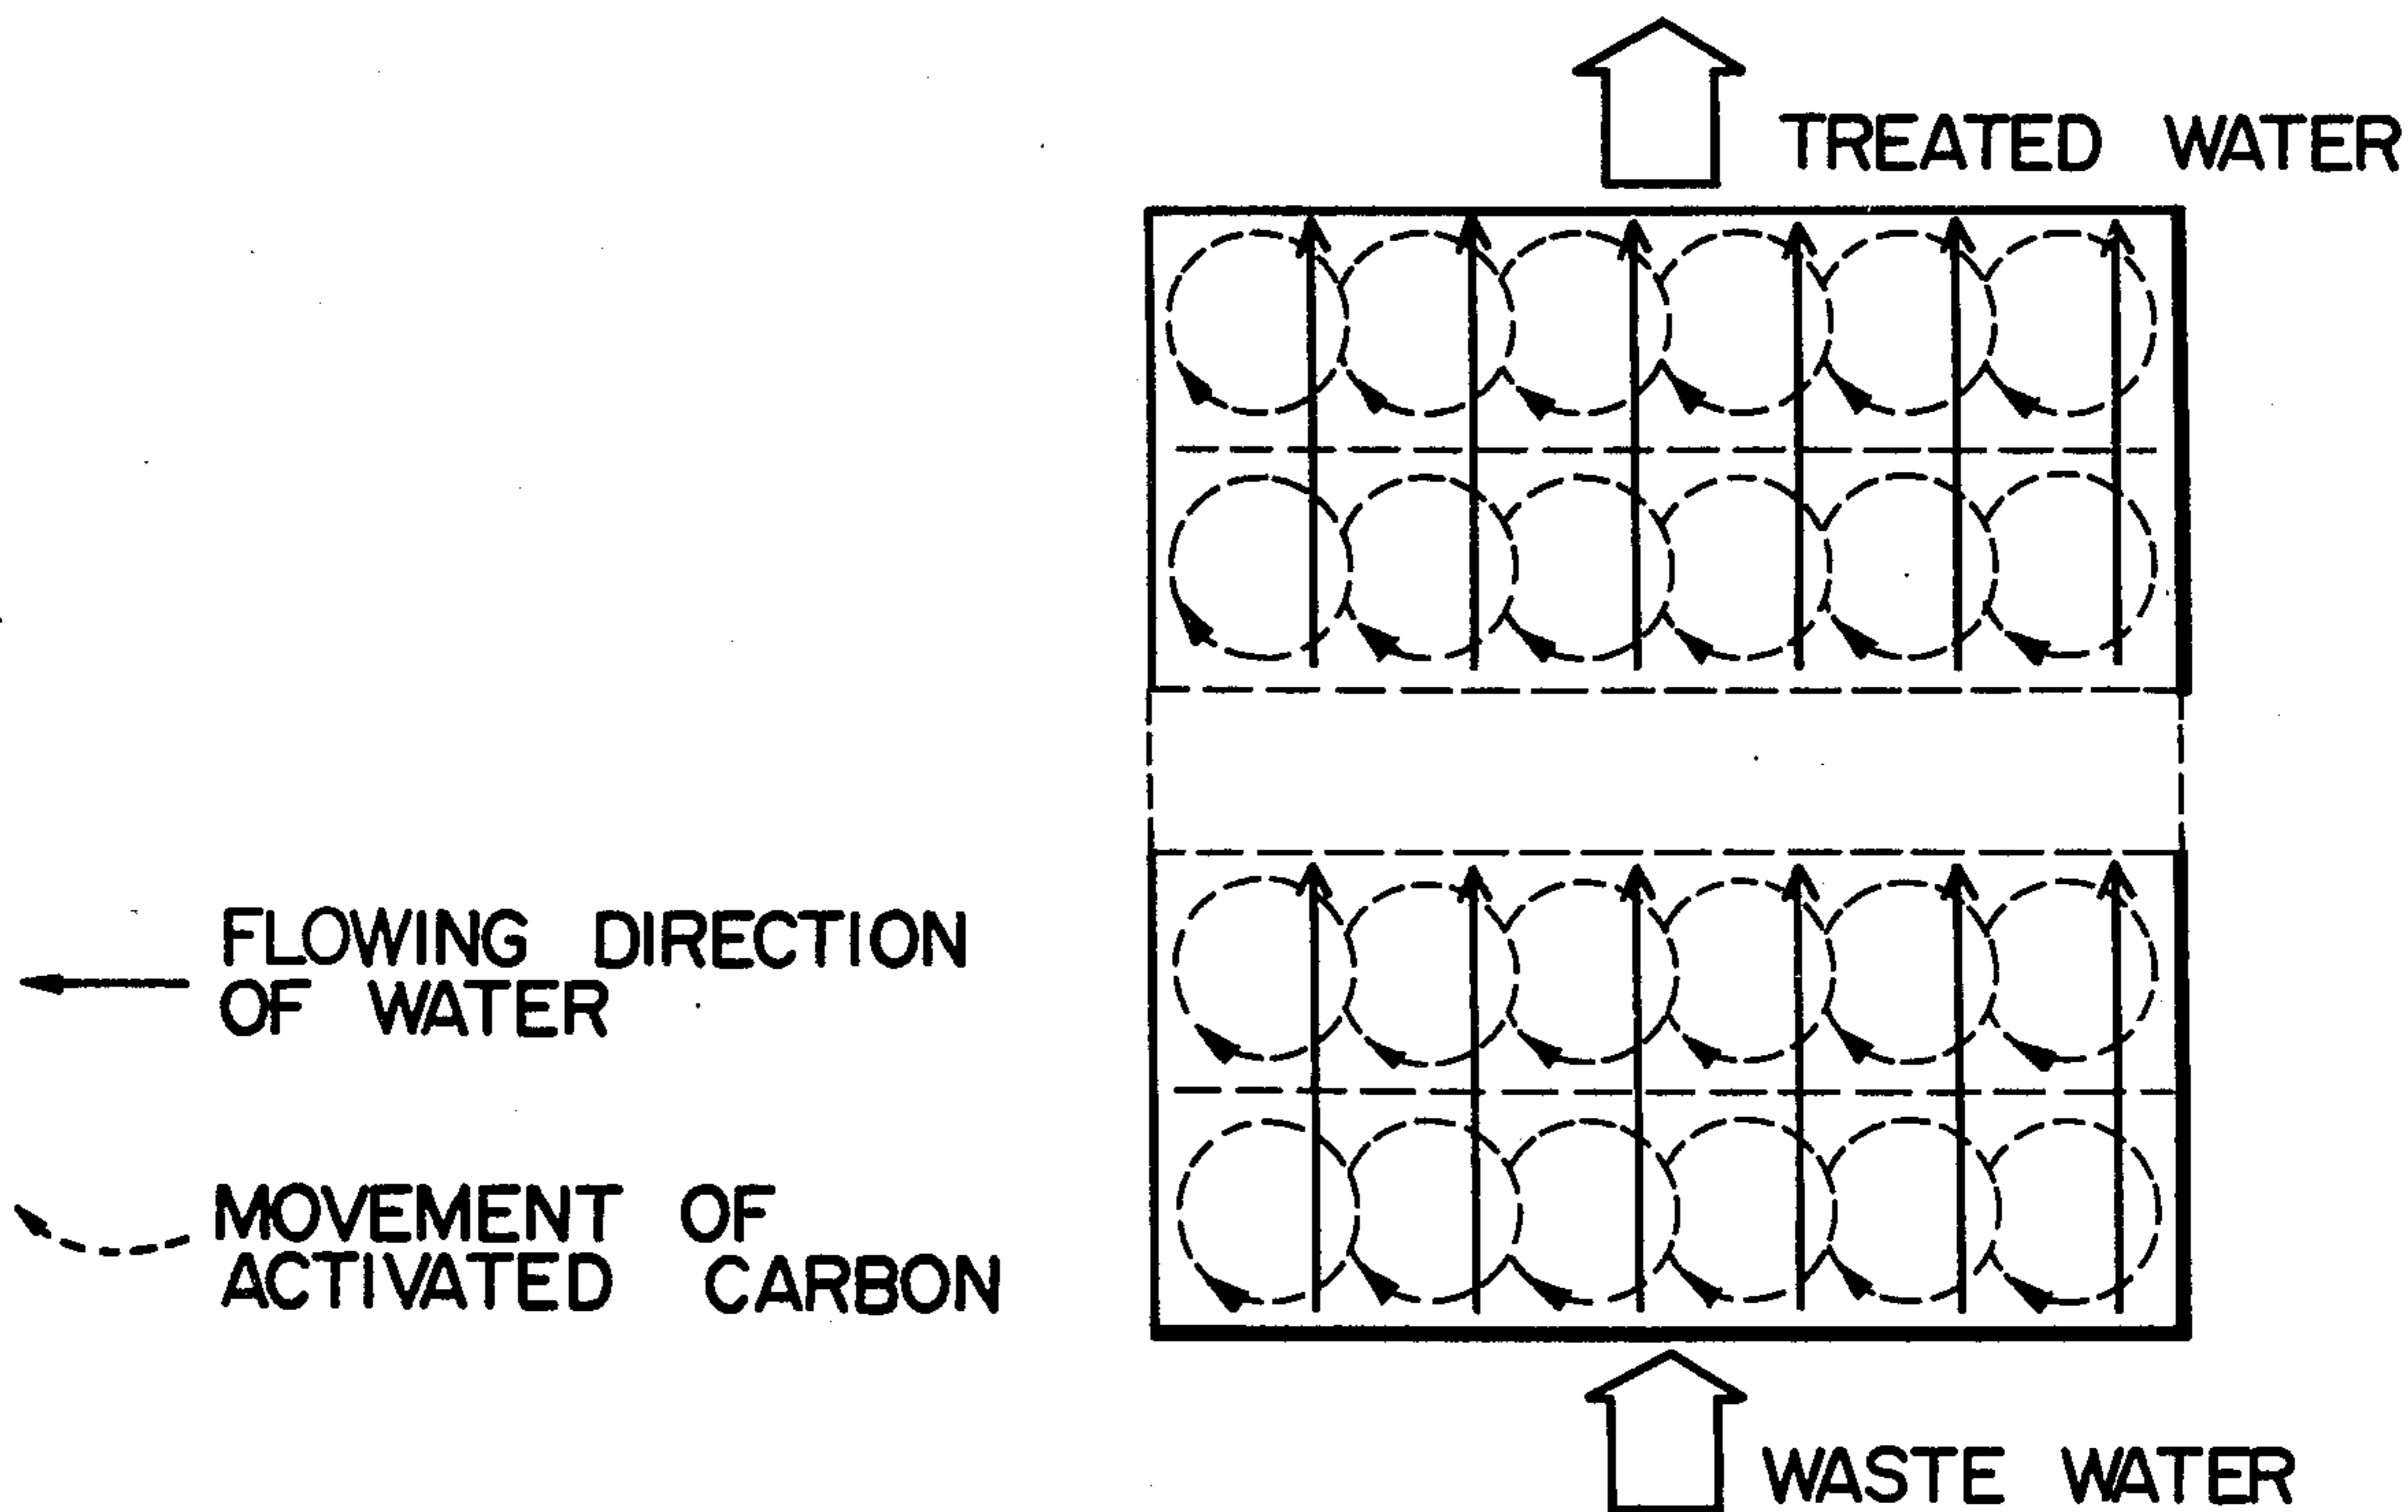 TREATED WATER
FLOWING DIRECTION
OF WATER
MOVEMENT OF
ACTIVATED CARBON
WASTE WATER